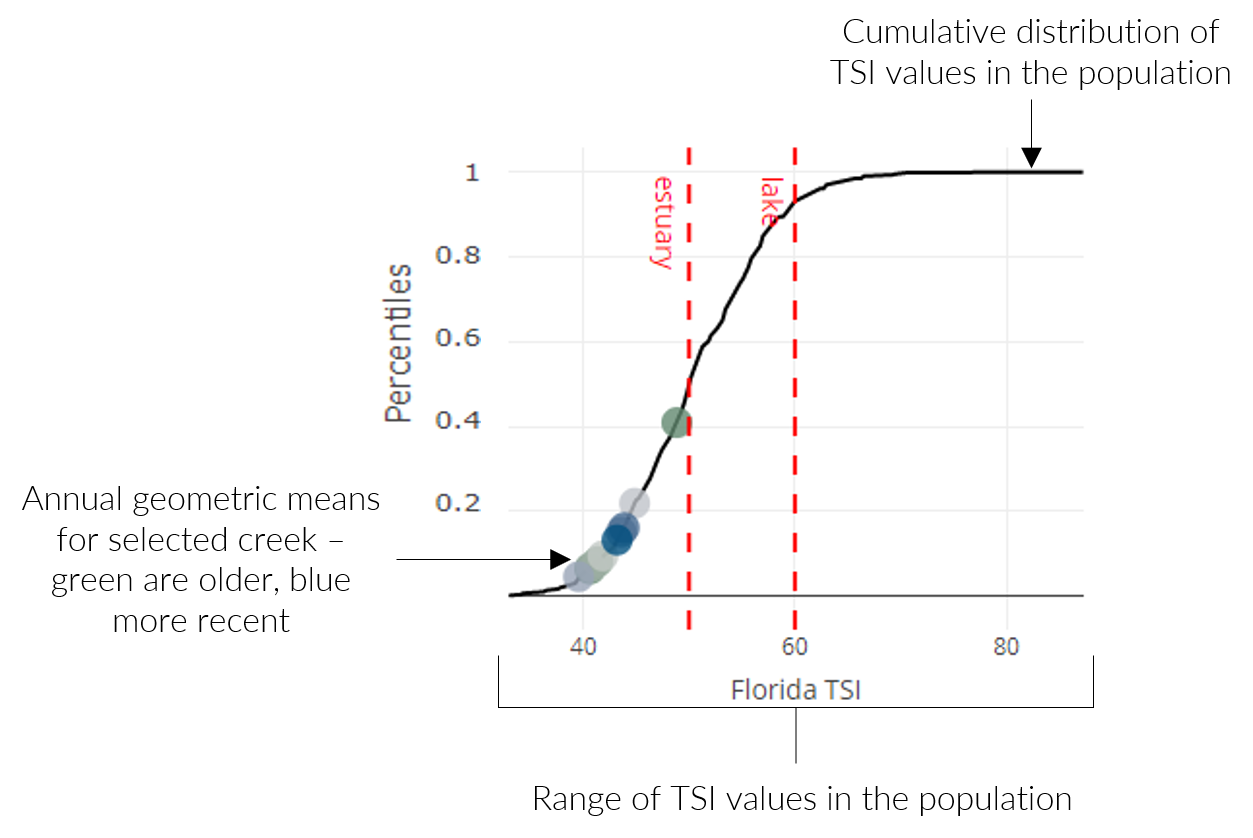 Cumulative distribution of
TSI values in the population
1
0.8
0.6
0.4
0.2
Percentiles
estuary
lake
Annual geometric means
for selected creek –
green are older, blue
more recent
40
60
80
Florida TSI
Range of TSI values in the population